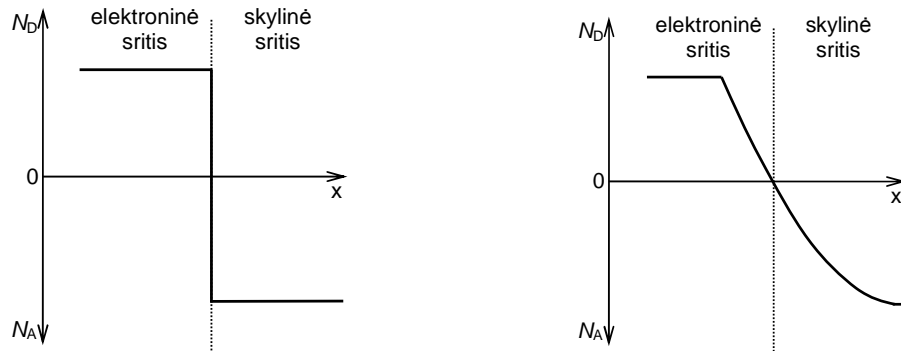 elektroninė
sritis
skylinė
sritis
N_D
0
x
N_A
elektroninė
sritis
skylinė
sritis
N_D
0
x
N_A